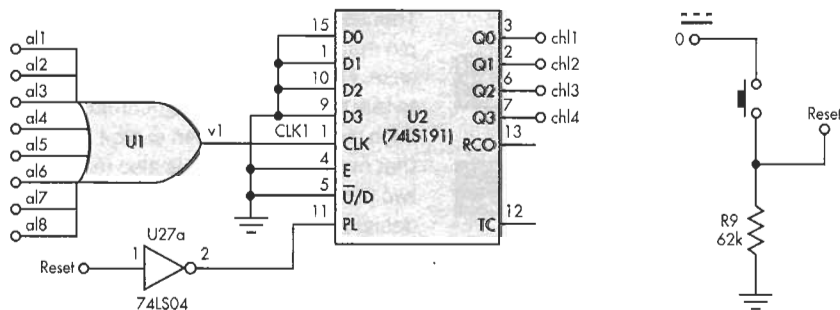 al1
al2
al3
al4
al5
al6
al7
al8
U1
v1
CLK1
15 D0
1 D1
10 D2
9 D3
1 CLK
4 E
5 U/D
11 PL
U2
(74LS191)
Q0 3 chl1
Q1 2 chl2
Q2 6 chl3
Q3 7 chl4
RCO 13
TC 12
Reset
1
U27a
2
74LS04
0
Reset
R9
62k